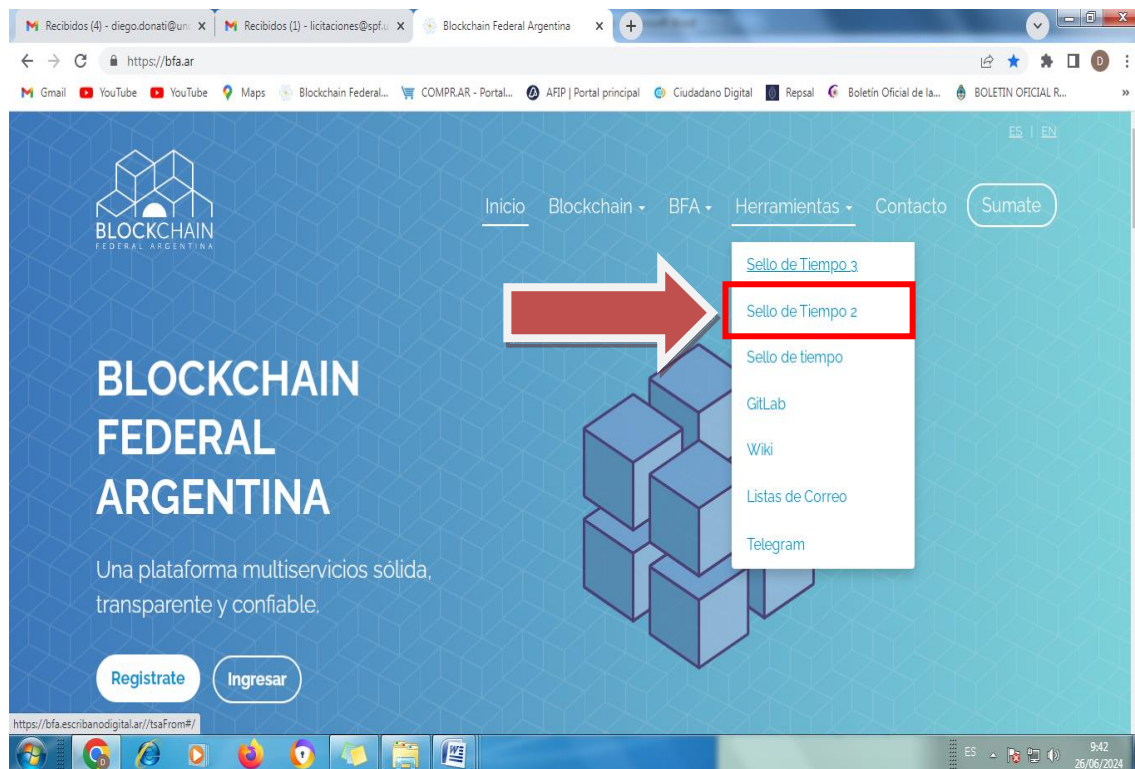 Recibidos (4) - diego.donati@un
Recibidos (1) - licitaciones@spf.u
Blockchain Federal Argentina
https://bfa.ar
D
Gmail
YouTube
YouTube
Maps
Blockchain Federal...
COMPR.AR - Portal...
AFIP | Portal principal
Ciudadano Digital
Repsal
Boletín Oficial de la...
BOLETIN OFICIAL R...
»
ES | EN
BLOCKCHAIN
FEDERAL ARGENTINA
Inicio
Blockchain
BFA
Herramientas
Contacto
Sumate
Sello de Tiempo 3
Sello de Tiempo 2
Sello de tiempo
GitLab
Wiki
Listas de Correo
Telegram
BLOCKCHAIN
FEDERAL
ARGENTINA
Una plataforma multiservicios sólida,
transparente y confiable.
Registrate
Ingresar
https://bfa.escribanodigital.ar//tsaFrom#/
ES
9:42
26/06/2024